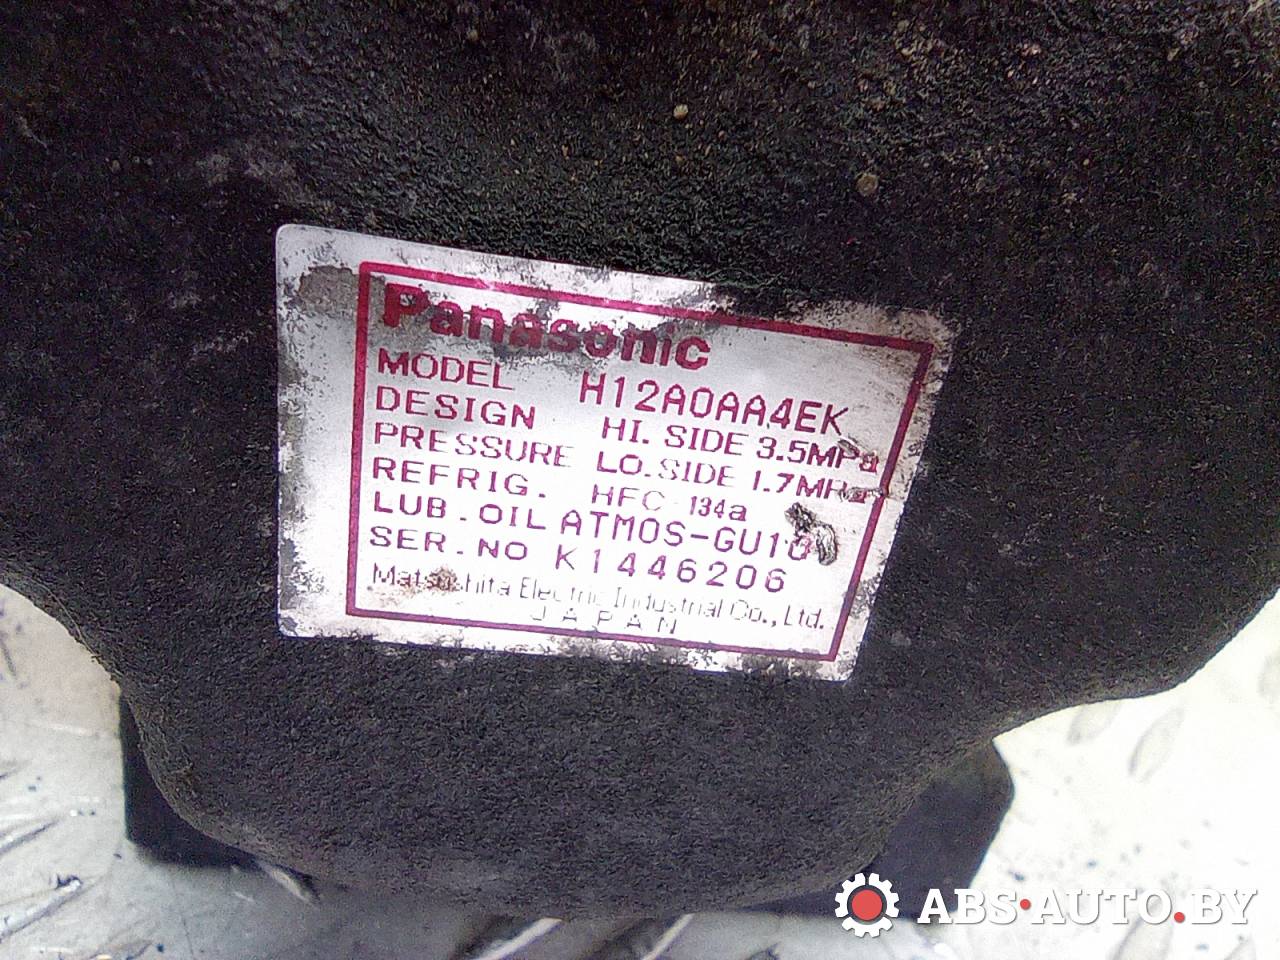 Panasonic
MODEL H12A0AA4EK
DESIGN HI. SIDE 3.5MPa
PRESSURE LO. SIDE 1.7MPa
REFRIG. HFC-134a
LUB. OIL ATMOS-GU10
SER. NO K1446206
Matsushita Electric Industrial Co., Ltd.
JAPAN
ABS•AUTO.BY